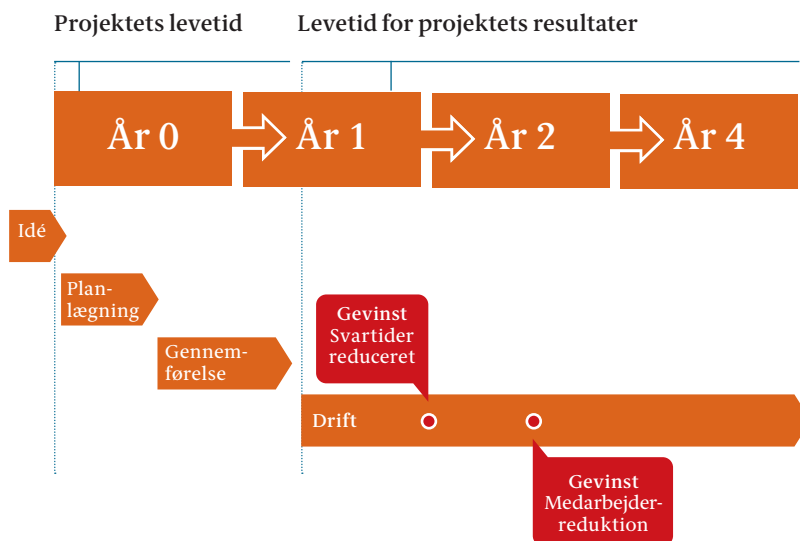 Projektets levetid
Levetid for projektets resultater
År 0
År 1
År 2
År 4
Idé
Plan-
lægning
Gennem-
førelse
Gevinst
Svartider
reduceret
Drift
Gevinst
Medarbejder-
reduktion